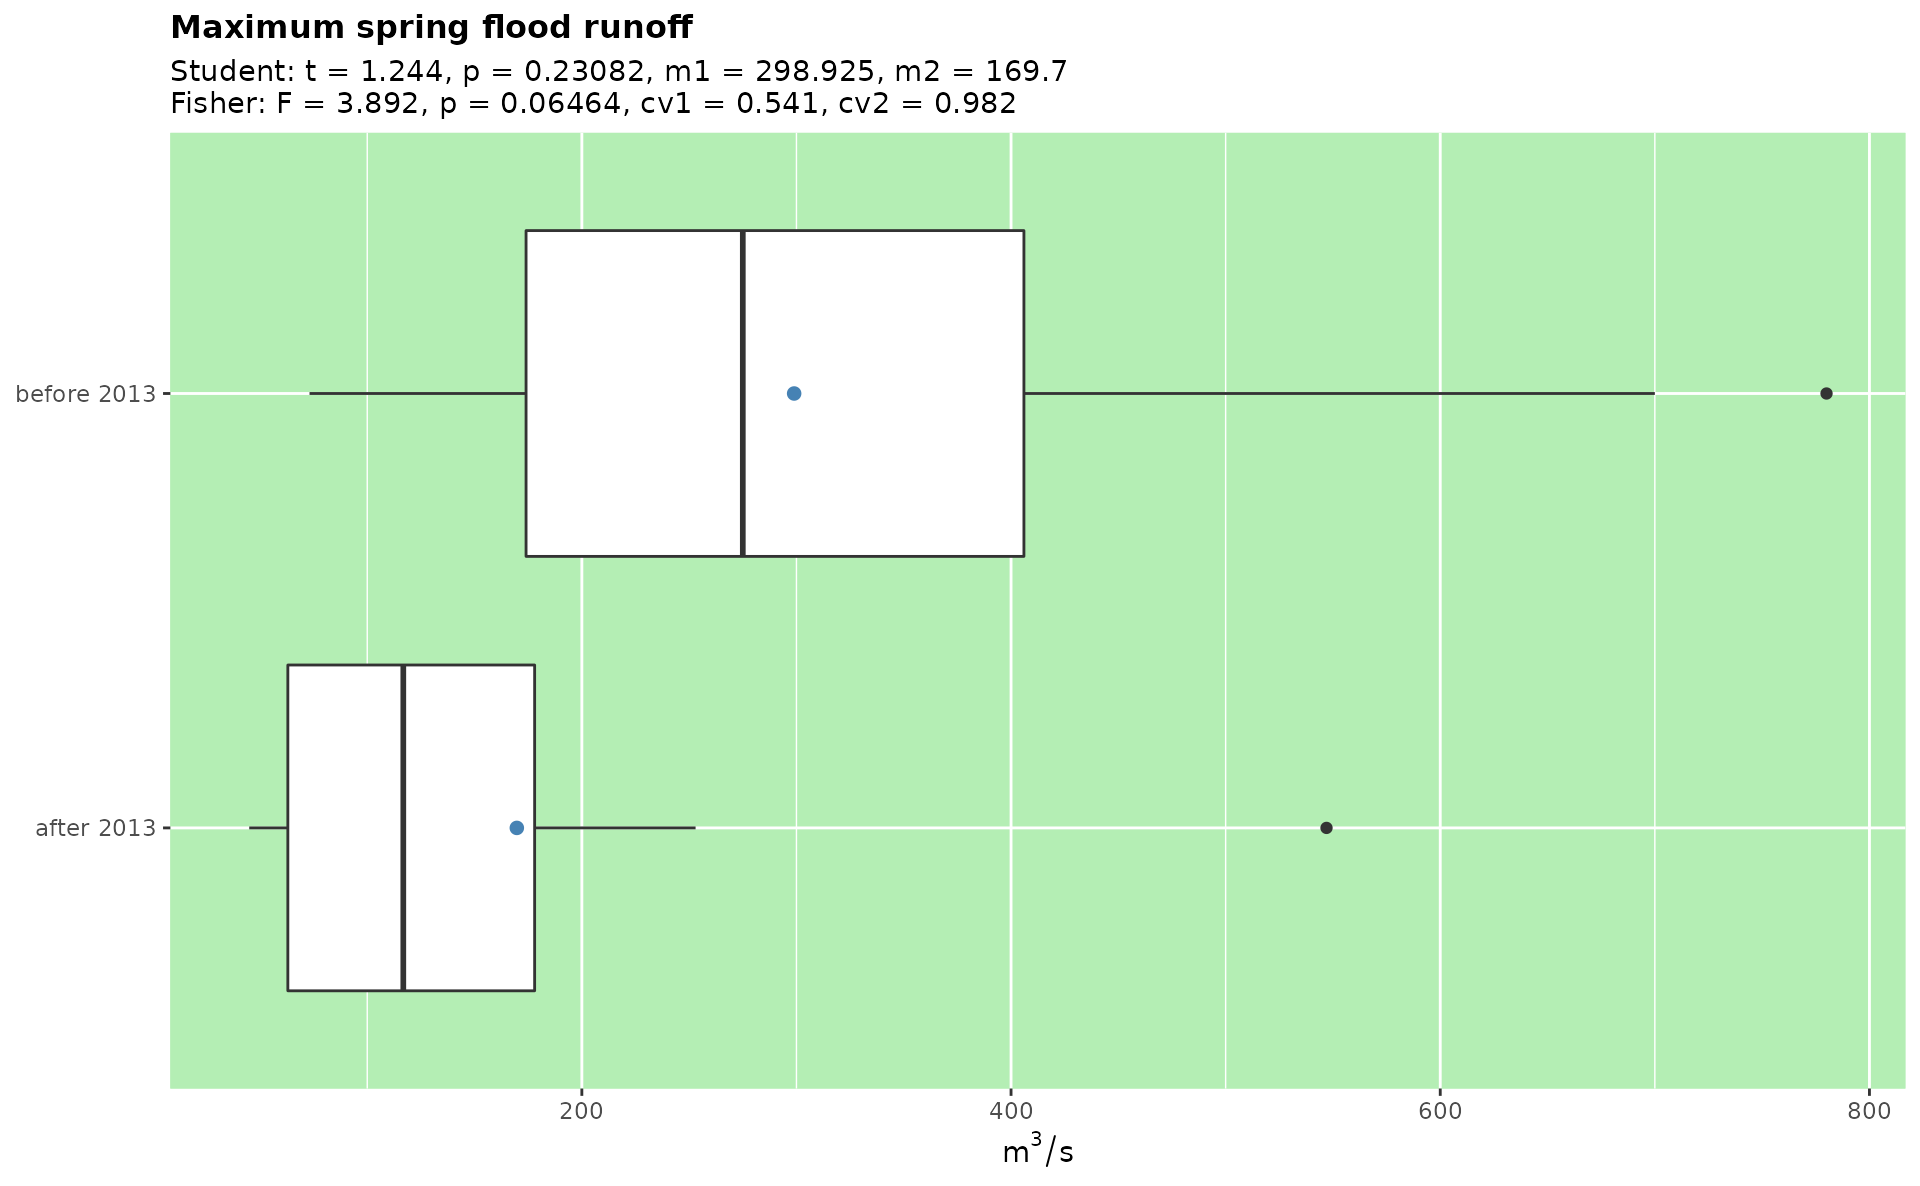 Maximum spring flood runoff
Student: t = 1.244, p = 0.23082, m1 = 298.925, m2 = 169.7
Fisher: F = 3.892, p = 0.06464, cv1 = 0.541, cv2 = 0.982
before 2013
after 2013
200 400 600 800
m³/s